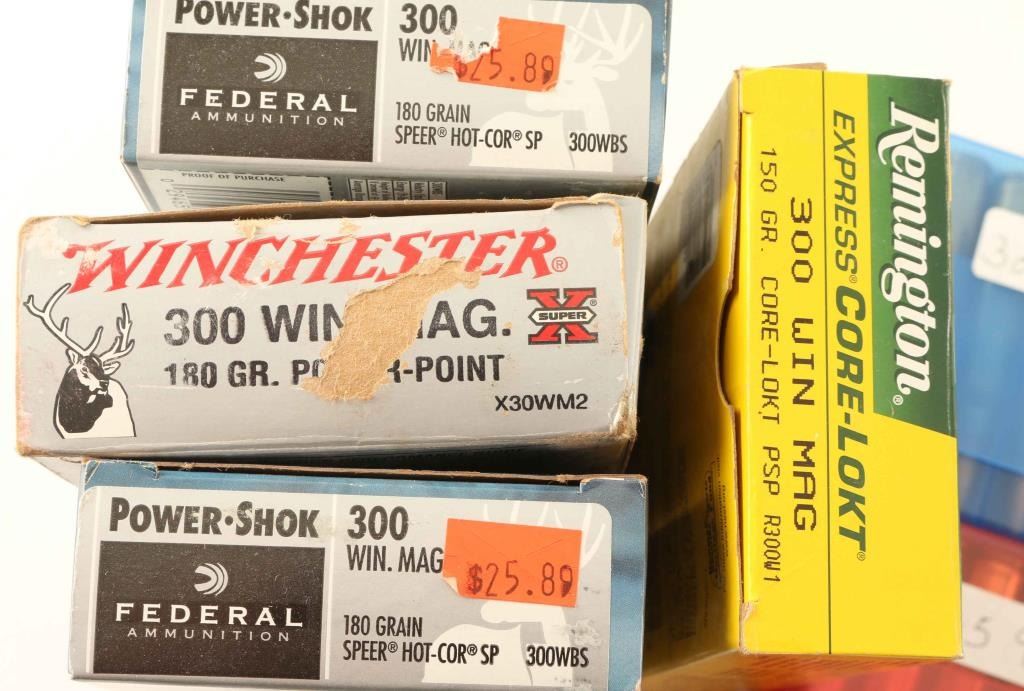 POWER•SHOK
FEDERAL
AMMUNITION
300
WIN. MAG
$25.89
180 GRAIN
SPEER® HOT-COR® SP 300WBS
PROOF OF PURCHASE
WINCHESTER®
300 WIN MAG.
SUPER X®
180 GR. PO R-POINT
X30WM2
POWER•SHOK
FEDERAL
AMMUNITION
300
WIN. MAG
$25.89
180 GRAIN
SPEER® HOT-COR® SP 300WBS
Remington®
EXPRESS® CORE-LOKT®
300 WIN MAG
150 GR. CORE-LOKT PSP R300W1